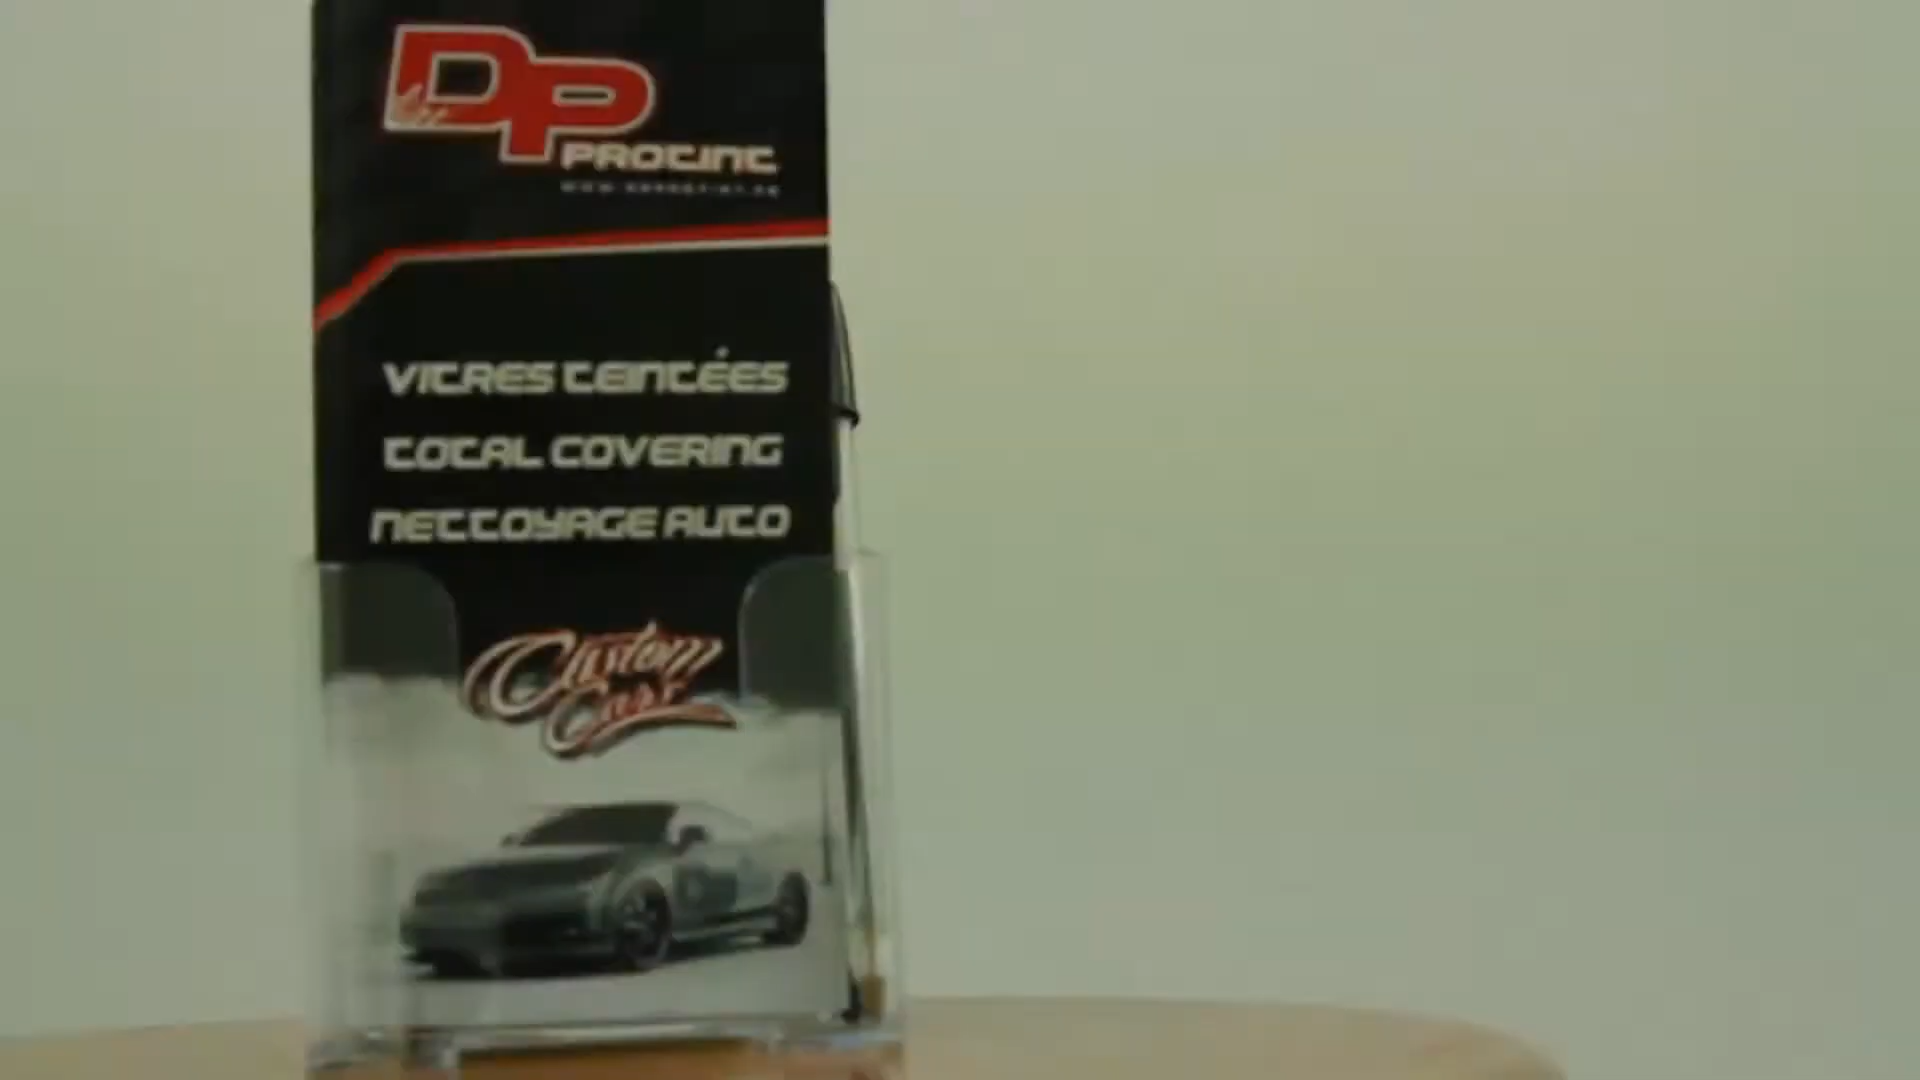 DP
PROTINT
VITRES TEINTÉES
TOTAL COVERING
NETTOYAGE AUTO
Custom
Cars